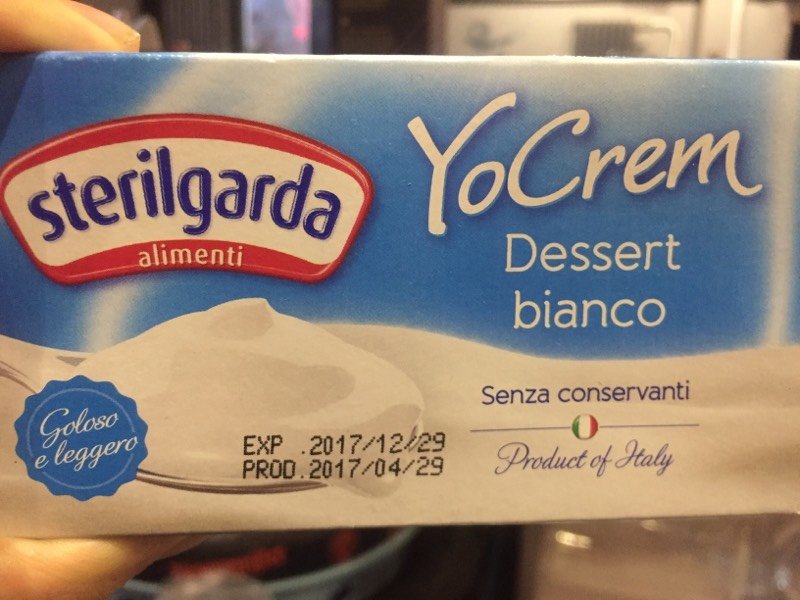 sterilgarda
alimenti
YoCrem
Dessert
bianco
Senza conservanti
Product of Italy
Goloso
e leggero
EXP .2017/12/29
PROD.2017/04/29